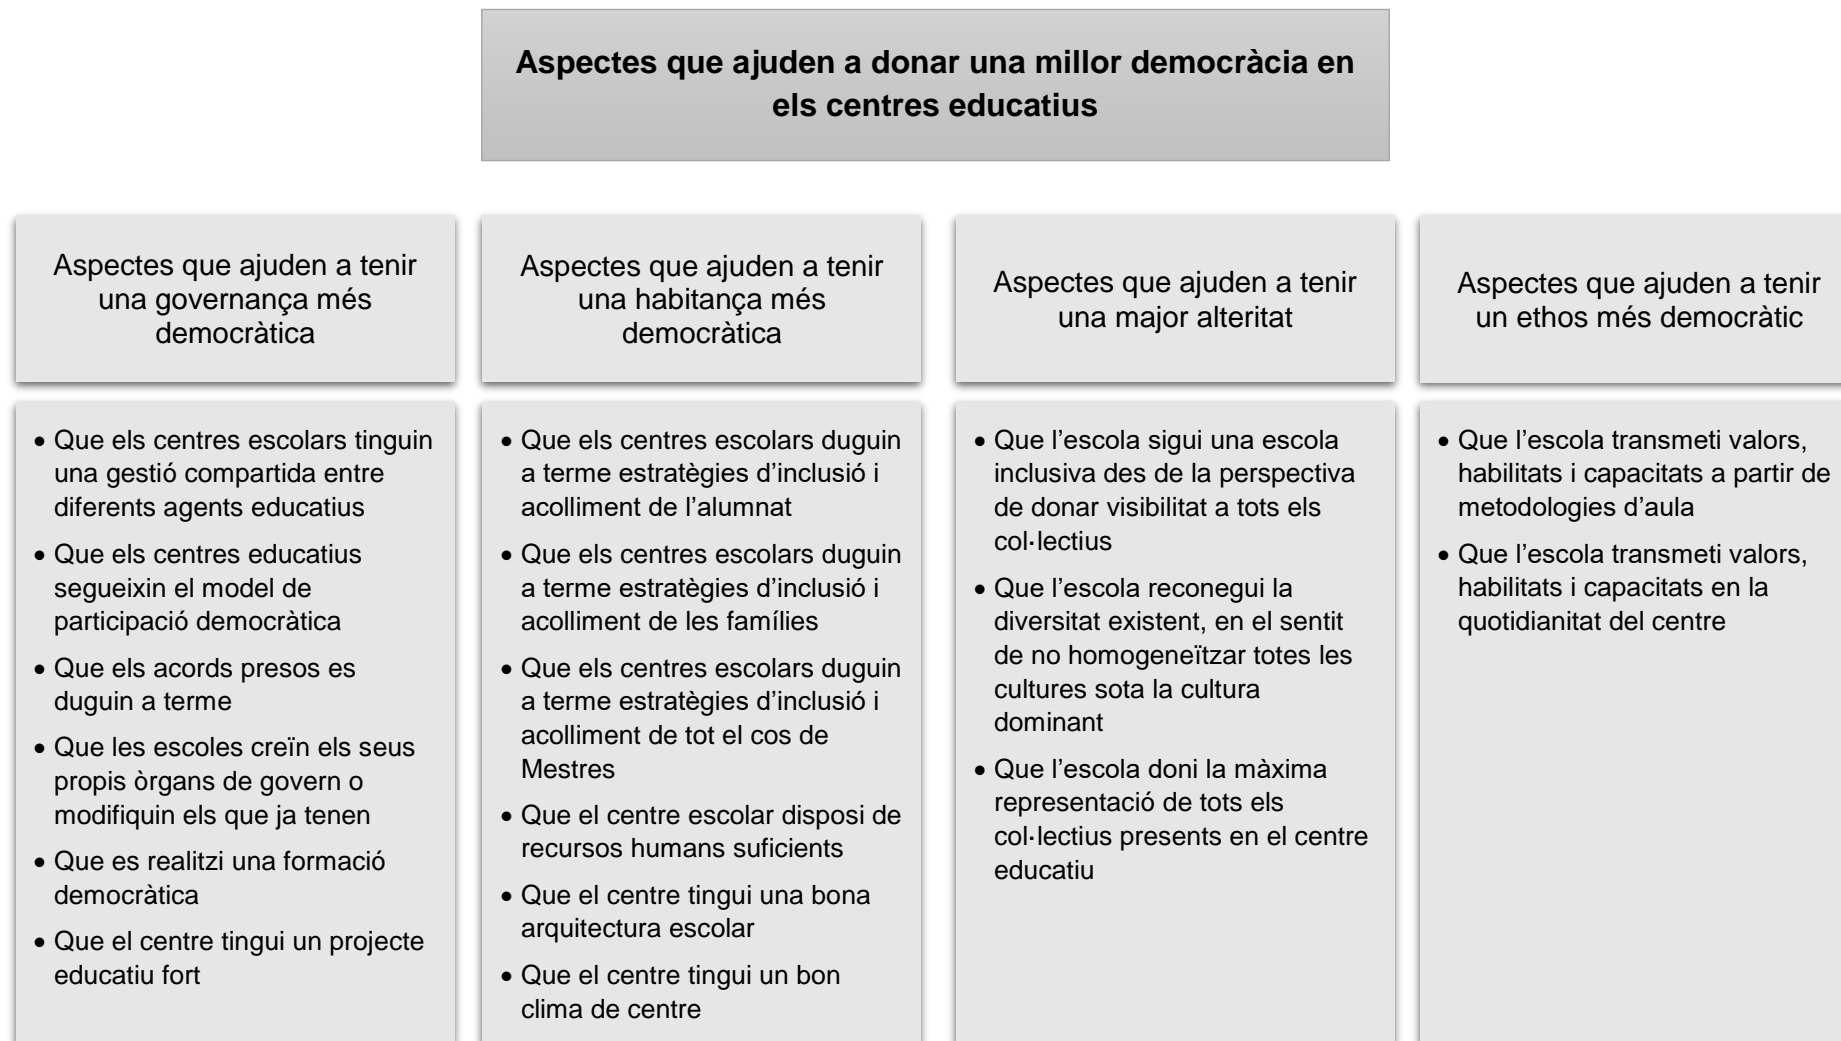 Aspectes que ajuden a donar una millor democràcia en
els centres educatius
Aspectes que ajuden a tenir
una governança més
democràtica
• Que els centres escolars tinguin
una gestió compartida entre
diferents agents educatius
• Que els centres educatius
segueixin el model de
participació democràtica
• Que els acords presos es
duguin a terme
• Que les escoles creïn els seus
propis òrgans de govern o
modifiquin els que ja tenen
• Que es realitzi una formació
democràtica
• Que el centre tingui un projecte
educatiu fort
Aspectes que ajuden a tenir
una habitança més
democràtica
• Que els centres escolars duguin
a terme estratègies d’inclusió i
acolliment de l’alumnat
• Que els centres escolars duguin
a terme estratègies d’inclusió i
acolliment de les famílies
• Que els centres escolars duguin
a terme estratègies d’inclusió i
acolliment de tot el cos de
Mestres
• Que el centre escolar disposi de
recursos humans suficients
• Que el centre tingui una bona
arquitectura escolar
• Que el centre tingui un bon
clima de centre
Aspectes que ajuden a tenir
una major alteritat
• Que l’escola sigui una escola
inclusiva des de la perspectiva
de donar visibilitat a tots els
col·lectius
• Que l’escola reconegui la
diversitat existent, en el sentit
de no homogeneïtzar totes les
cultures sota la cultura
dominant
• Que l’escola doni la màxima
representació de tots els
col·lectius presents en el centre
educatiu
Aspectes que ajuden a tenir
un ethos més democràtic
• Que l’escola transmeti valors,
habilitats i capacitats a partir de
metodologies d’aula
• Que l’escola transmeti valors,
habilitats i capacitats en la
quotidianitat del centre